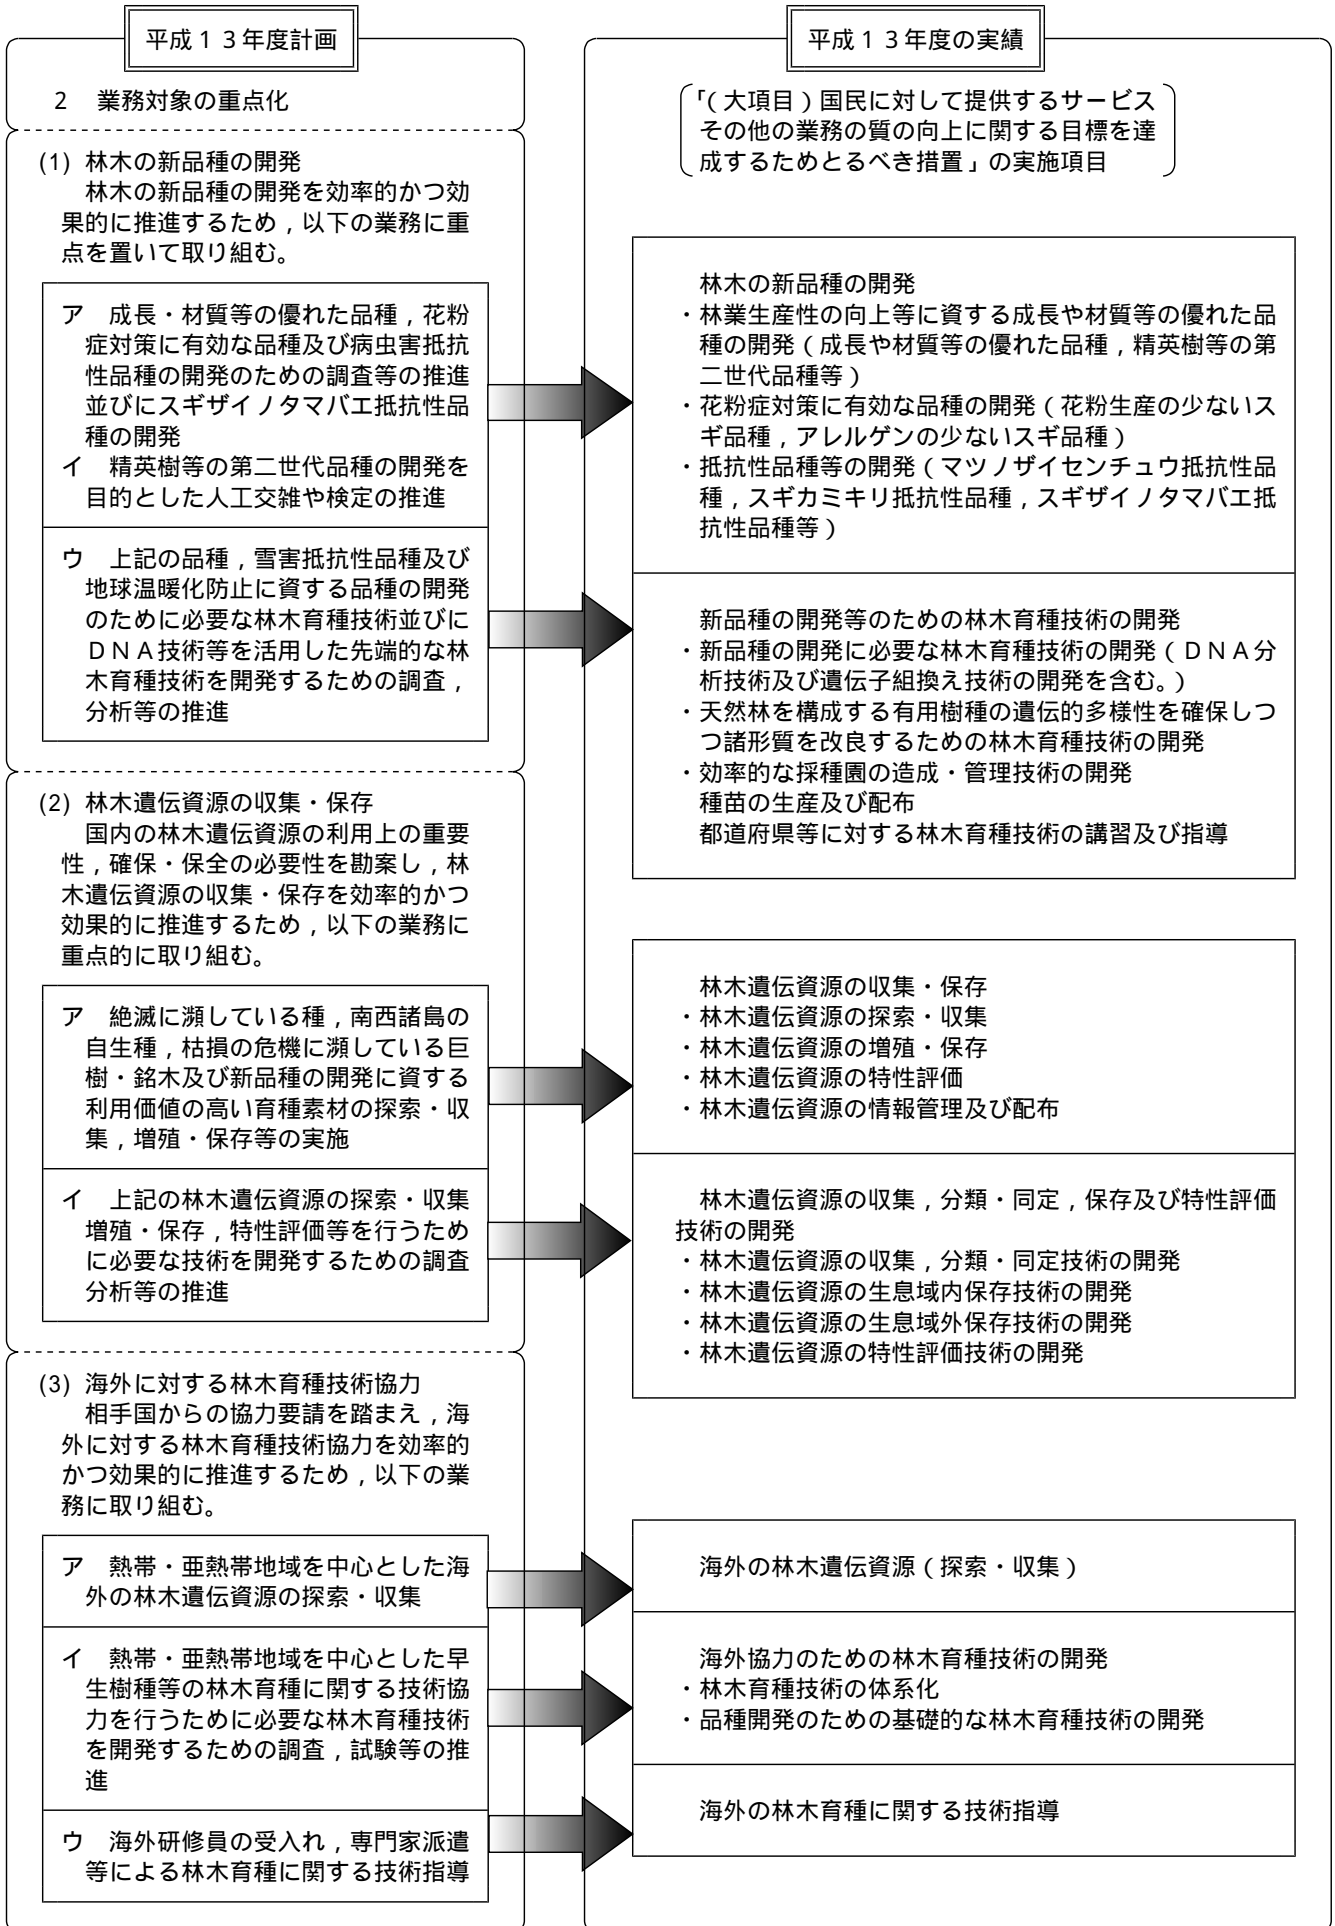 平成１３年度計画
2　業務対象の重点化
(1) 林木の新品種の開発
林木の新品種の開発を効率的かつ効
果的に推進するため，以下の業務に重
点を置いて取り組む。
ア　成長・材質等の優れた品種，花粉
症対策に有効な品種及び病虫害抵抗
性品種の開発のための調査等の推進
並びにスギザイノタマバエ抵抗性品
種の開発
イ　精英樹等の第二世代品種の開発を
目的とした人工交雑や検定の推進
ウ　上記の品種，雪害抵抗性品種及び
地球温暖化防止に資する品種の開発
のために必要な林木育種技術並びに
ＤＮＡ技術等を活用した先端的な林
木育種技術を開発するための調査，
分析等の推進
(2) 林木遺伝資源の収集・保存
国内の林木遺伝資源の利用上の重要
性，確保・保全の必要性を勘案し，林
木遺伝資源の収集・保存を効率的かつ
効果的に推進するため，以下の業務に
重点的に取り組む。
ア　絶滅に瀕している種，南西諸島の
自生種，枯損の危機に瀕している巨
樹・銘木及び新品種の開発に資する
利用価値の高い育種素材の探索・収
集，増殖・保存等の実施
イ　上記の林木遺伝資源の探索・収集
増殖・保存，特性評価等を行うため
に必要な技術を開発するための調査
分析等の推進
(3) 海外に対する林木育種技術協力
相手国からの協力要請を踏まえ，海
外に対する林木育種技術協力を効率的
かつ効果的に推進するため，以下の業
務に取り組む。
ア　熱帯・亜熱帯地域を中心とした海
外の林木遺伝資源の探索・収集
イ　熱帯・亜熱帯地域を中心とした早
生樹種等の林木育種に関する技術協
力を行うために必要な林木育種技術
を開発するための調査，試験等の推
進
ウ　海外研修員の受入れ，専門家派遣
等による林木育種に関する技術指導
平成１３年度の実績
「（大項目）国民に対して提供するサービス
その他の業務の質の向上に関する目標を達
成するためとるべき措置」の実施項目
林木の新品種の開発
・林業生産性の向上等に資する成長や材質等の優れた品
種の開発（成長や材質等の優れた品種，精英樹等の第
二世代品種等）
・花粉症対策に有効な品種の開発（花粉生産の少ないス
ギ品種，アレルゲンの少ないスギ品種）
・抵抗性品種等の開発（マツノザイセンチュウ抵抗性品
種，スギカミキリ抵抗性品種，スギザイノタマバエ抵
抗性品種等）
新品種の開発等のための林木育種技術の開発
・新品種の開発に必要な林木育種技術の開発（ＤＮＡ分
析技術及び遺伝子組換え技術の開発を含む。）
・天然林を構成する有用樹種の遺伝的多様性を確保しつ
つ諸形質を改良するための林木育種技術の開発
・効率的な採種園の造成・管理技術の開発
種苗の生産及び配布
都道府県等に対する林木育種技術の講習及び指導
林木遺伝資源の収集・保存
・林木遺伝資源の探索・収集
・林木遺伝資源の増殖・保存
・林木遺伝資源の特性評価
・林木遺伝資源の情報管理及び配布
林木遺伝資源の収集，分類・同定，保存及び特性評価
技術の開発
・林木遺伝資源の収集，分類・同定技術の開発
・林木遺伝資源の生息域内保存技術の開発
・林木遺伝資源の生息域外保存技術の開発
・林木遺伝資源の特性評価技術の開発
海外の林木遺伝資源（探索・収集）
海外協力のための林木育種技術の開発
・林木育種技術の体系化
・品種開発のための基礎的な林木育種技術の開発
海外の林木育種に関する技術指導